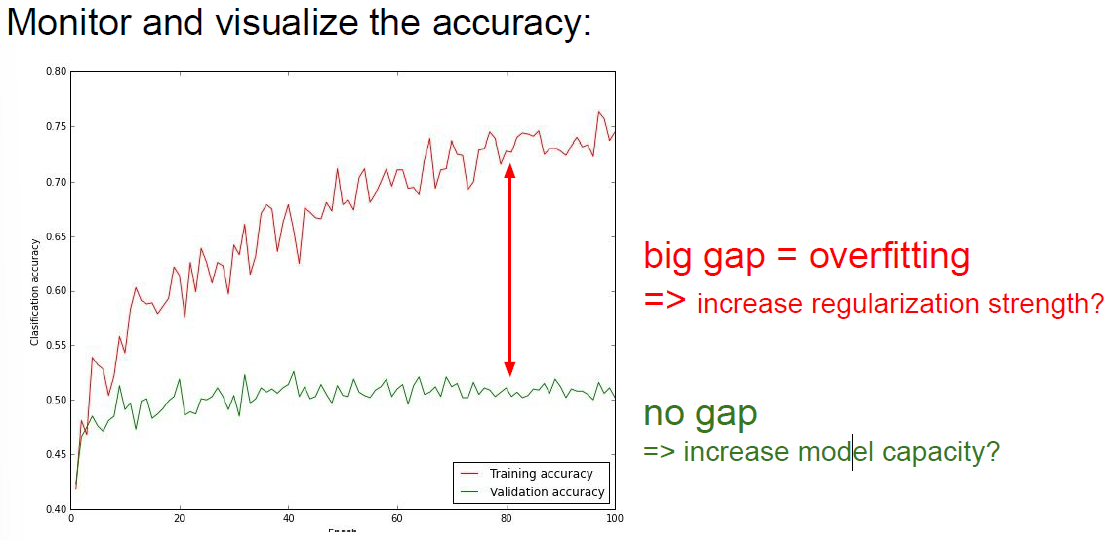 Monitor and visualize the accuracy:
0.80
0.75
0.70
0.65
0.60
0.55
0.50
0.45
0.40
Clasification accuracy
0
20
40
60
80
100
Epoch
Training accuracy
Validation accuracy
big gap = overfitting
=> increase regularization strength?
no gap
=> increase model capacity?